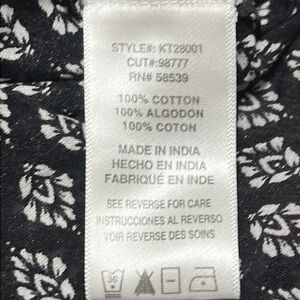 STYLE#: KT28001
CUT#:98777
RN# 58539
100% COTTON
100% ALGODON
100% COTON
MADE IN INDIA
HECHO EN INDIA
FABRIQUÉ EN INDE
SEE REVERSE FOR CARE
INSTRUCCIONES AL REVERSO
VOIR REVERSE DES SOINS